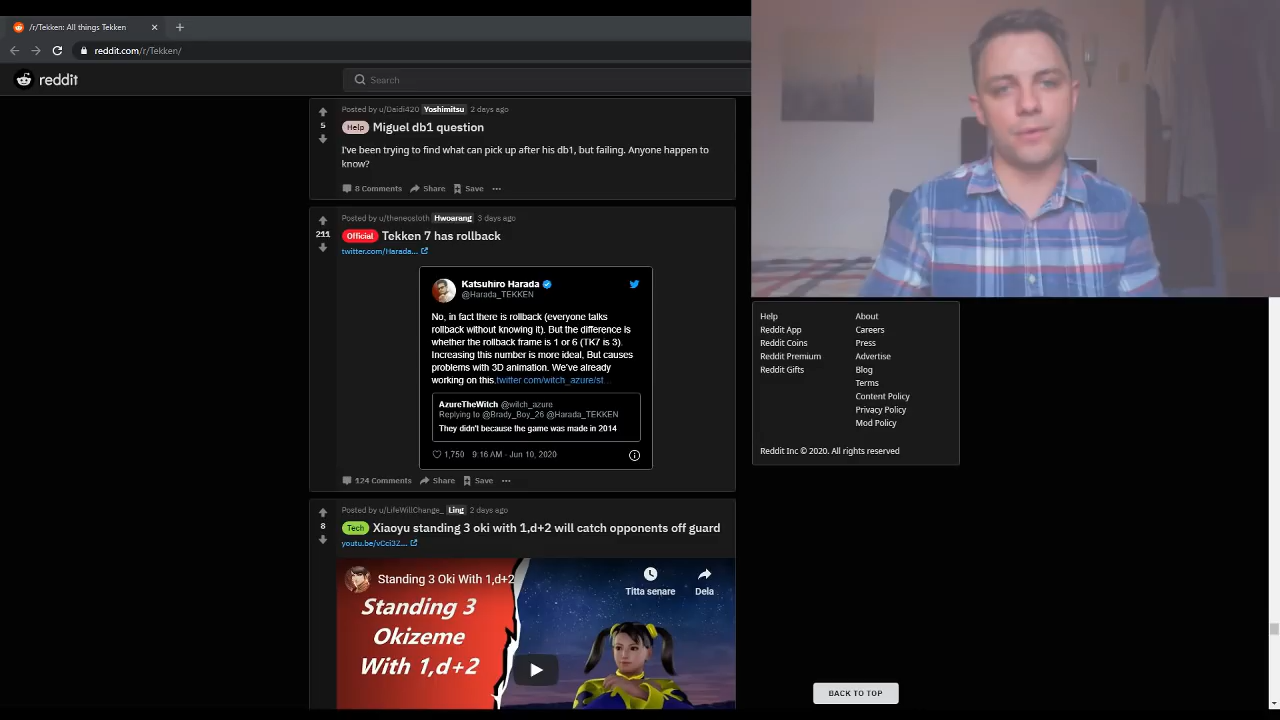 /r/Tekken: All things Tekken
reddit.com/r/Tekken/
reddit
Search
Posted by u/Daidi420 Yoshimitsu 2 days ago
5
Help Miguel db1 question
I've been trying to find what can pick up after his db1, but failing. Anyone happen to
know?
8 Comments Share Save
Posted by u/theneosloth Hwoarang 3 days ago
211
Official Tekken 7 has rollback
twitter.com/Harada...
Katsuhiro Harada
@Harada_TEKKEN
No, in fact there is rollback (everyone talks
rollback without knowing it). But the difference is
whether the rollback frame is 1 or 6 (TK7 is 3).
Increasing this number is more ideal, But causes
problems with 3D animation. We've already
working on this.twitter.com/witch_azure/st...
AzureTheWitch @witch_azure
Replying to @Brady_Boy_26 @Harada_TEKKEN
They didn't because the game was made in 2014
1,750 9:16 AM - Jun 10, 2020
124 Comments Share Save
Posted by u/LifeWillChange_ Ling 2 days ago
8
Tech Xiaoyu standing 3 oki with 1,d+2 will catch opponents off guard
youtu.be/vCci3Z...
Standing 3 Oki With 1,d+2
Titta senare
Dela
Standing 3
Okizeme
With 1,d+2
Help
Reddit App
Reddit Coins
Reddit Premium
Reddit Gifts
About
Careers
Press
Advertise
Blog
Terms
Content Policy
Privacy Policy
Mod Policy
Reddit Inc © 2020. All rights reserved
BACK TO TOP